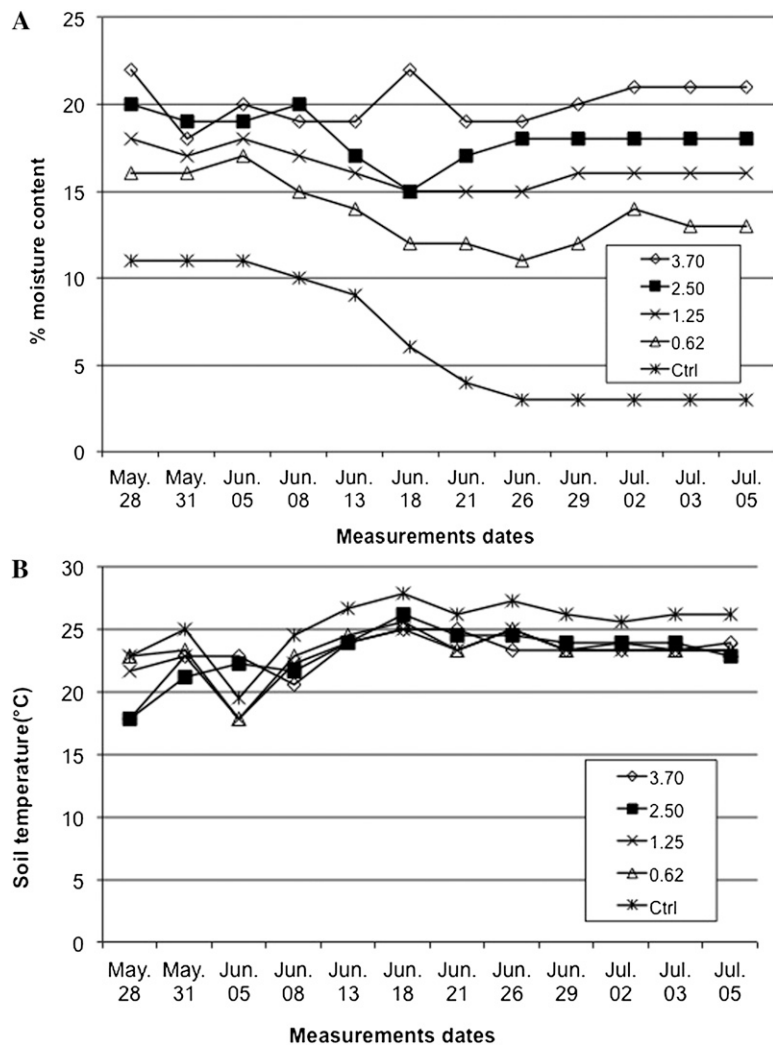 A
25
20
15
10
5
0
% moisture content
3.70
2.50
1.25
0.62
Ctrl
May. May. Jun. Jun. Jun. Jun. Jun. Jun. Jun. Jul. Jul. Jul.
28 31 05 08 13 18 21 26 29 02 03 05
Measurements dates
B
30
25
20
15
10
5
0
Soil temperature(°C)
3.70
2.50
1.25
0.62
Ctrl
May. May. Jun. Jun. Jun. Jun. Jun. Jun. Jun. Jul. Jul. Jul.
28 31 05 08 13 18 21 26 29 02 03 05
Measurements dates